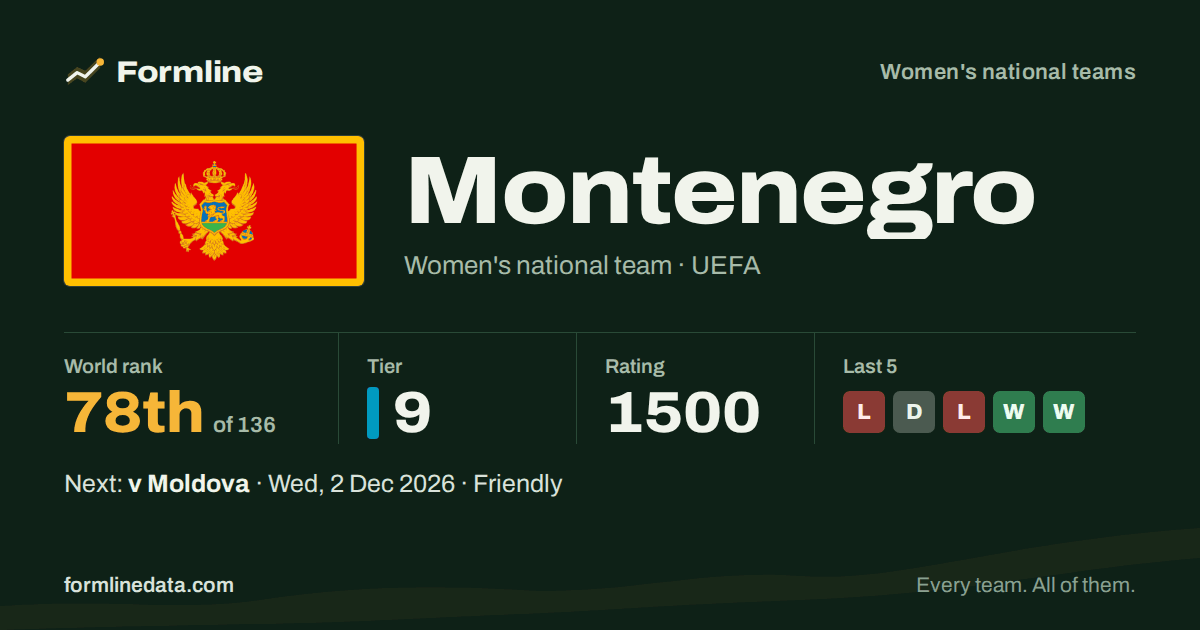 Formline
Women's national teams
Montenegro
Women's national team · UEFA
World rank
78th of 136
Tier
9
Rating
1500
Last 5
L D L W W
Next: v Moldova · Wed, 2 Dec 2026 · Friendly
formlinedata.com
Every team. All of them.